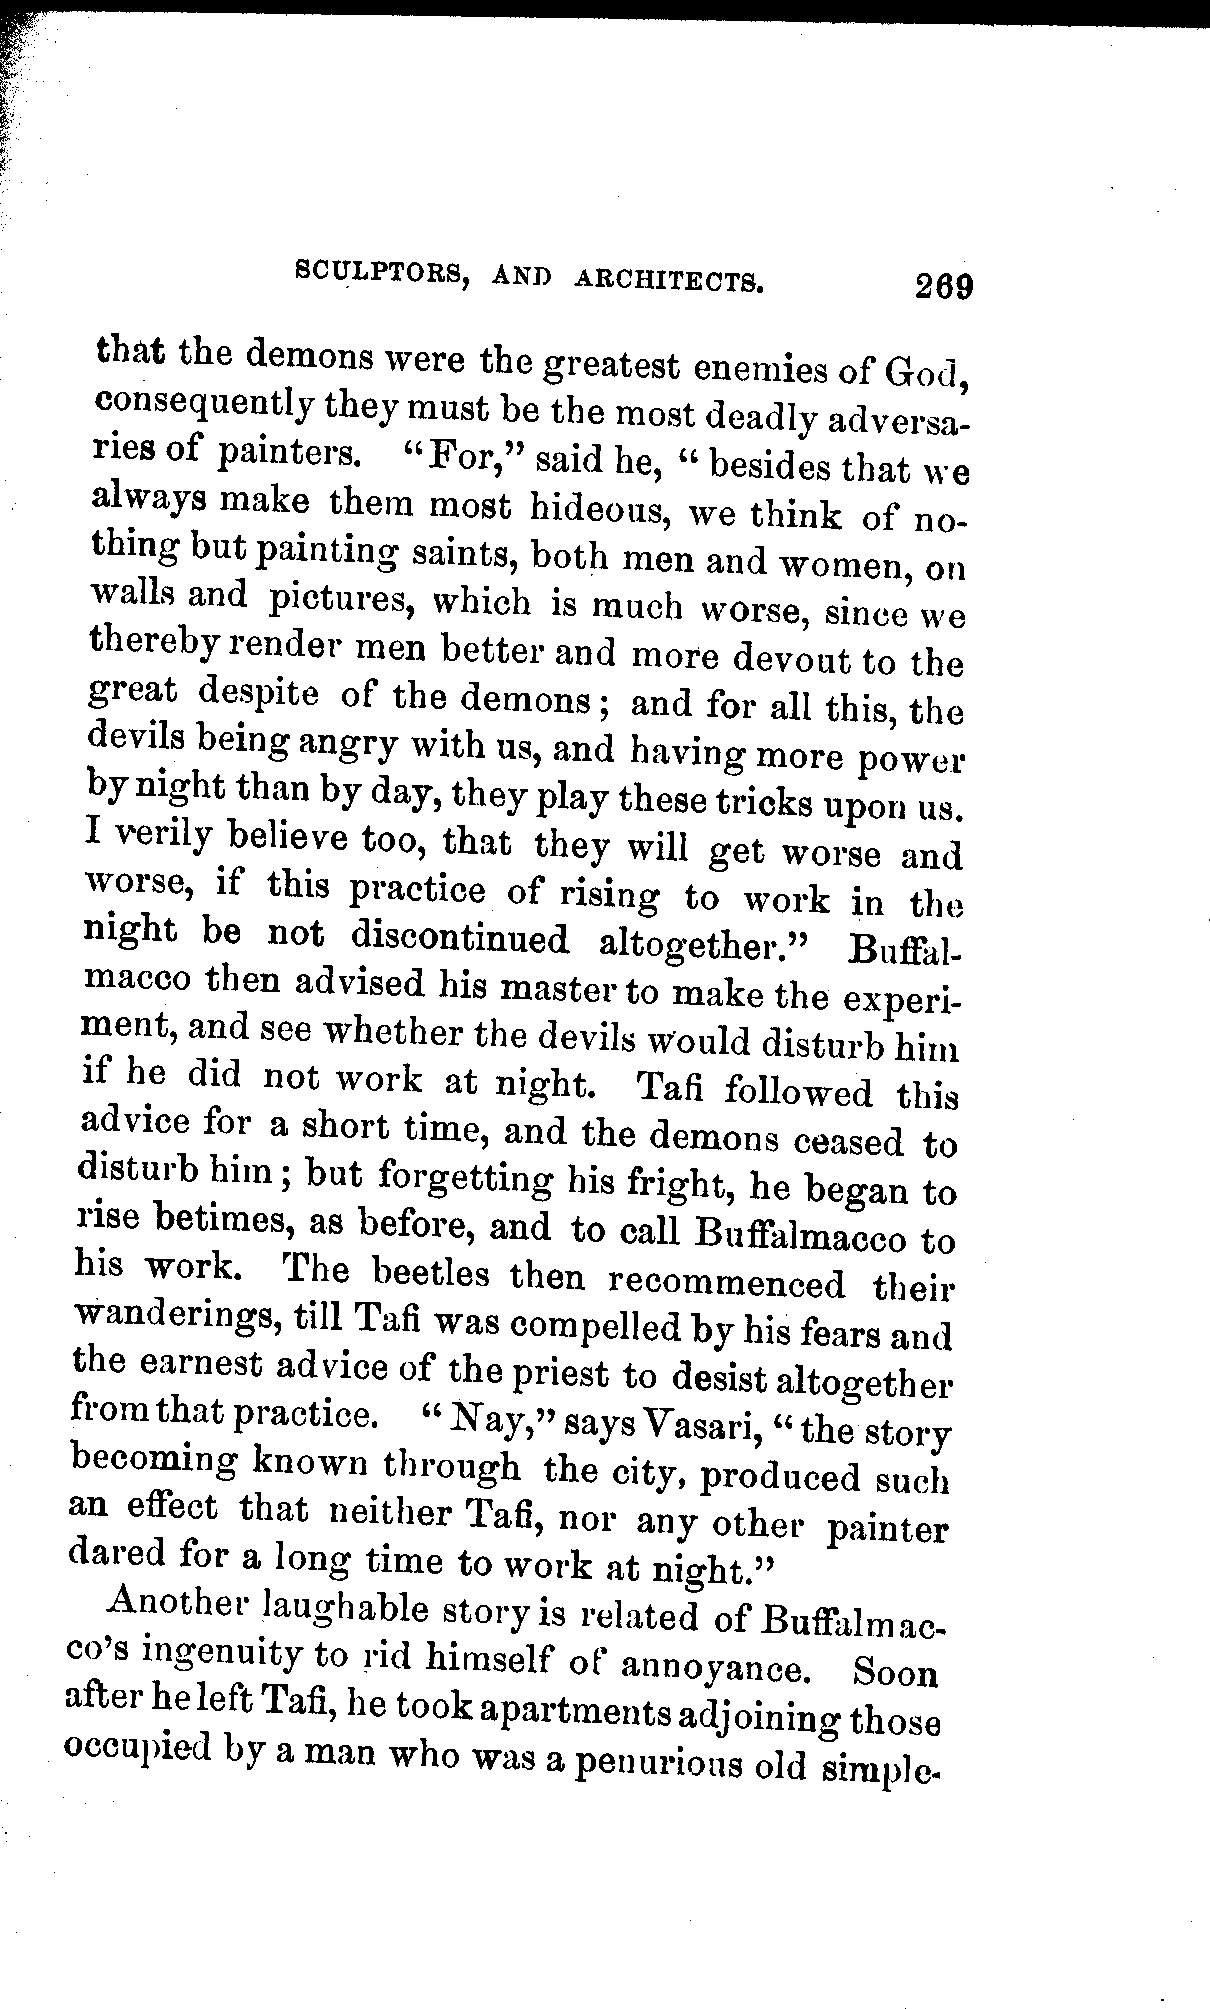 SCULPTORS, AND ARCHITECTS. 269
that the demons were the greatest enemies of God,
consequently they must be the most deadly adversa-
ries of painters. "For," said he, "besides that we
always make them most hideous, we think of no-
thing but painting saints, both men and women, on
walls and pictures, which is much worse, since we
thereby render men better and more devout to the
great despite of the demons; and for all this, the
devils being angry with us, and having more power
by night than by day, they play these tricks upon us.
I verily believe too, that they will get worse and
worse, if this practice of rising to work in the
night be not discontinued altogether." Buffal-
macco then advised his master to make the experi-
ment, and see whether the devils would disturb him
if he did not work at night. Tafi followed this
advice for a short time, and the demons ceased to
disturb him; but forgetting his fright, he began to
rise betimes, as before, and to call Buffalmacco to
his work. The beetles then recommenced their
wanderings, till Tafi was compelled by his fears and
the earnest advice of the priest to desist altogether
from that practice. "Nay," says Vasari, "the story
becoming known through the city, produced such
an effect that neither Tafi, nor any other painter
dared for a long time to work at night."
Another laughable story is related of Buffalmac-
co's ingenuity to rid himself of annoyance. Soon
after he left Tafi, he took apartments adjoining those
occupied by a man who was a penurious old simple-